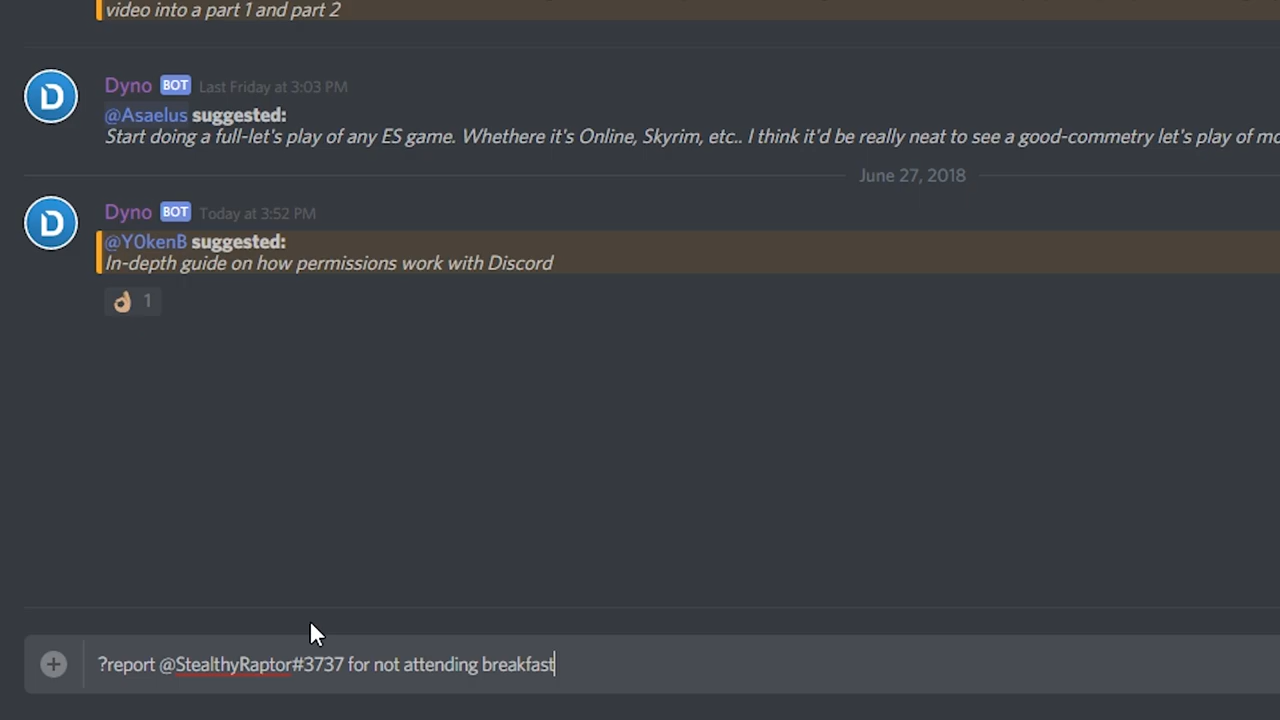 video into a part 1 and part 2
Dyno BOT Last Friday at 3:03 PM
@Asaelus suggested:
Start doing a full-let's play of any ES game. Whethere it's Online, Skyrim, etc.. I think it'd be really neat to see a good-commetry let's play of
June 27, 2018
Dyno BOT Today at 3:52 PM
@Y0kenB suggested:
In-depth guide on how permissions work with Discord
1
?report @StealthyRaptor#3737 for not attending breakfast